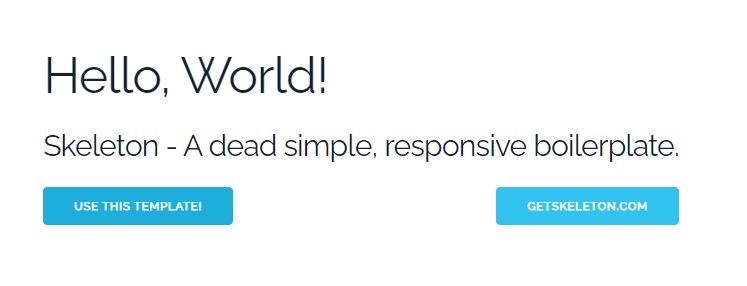 Hello, World!
Skeleton - A dead simple, responsive boilerplate.
USE THIS TEMPLATE!
GETSKELETON.COM